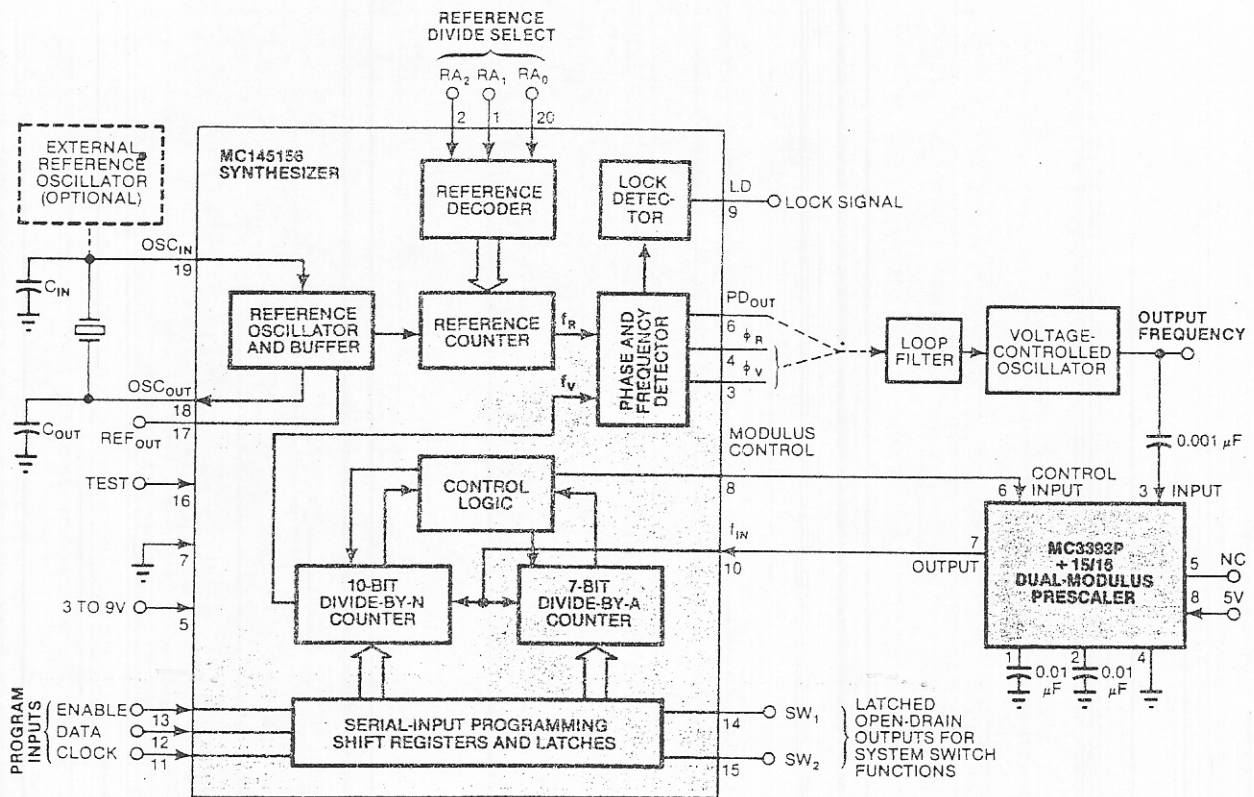 REFERENCE
DIVIDE SELECT
RA2 RA1 RA0
2 1 20
EXTERNAL
REFERENCE
OSCILLATOR
(OPTIONAL)
MC145156
SYNTHESIZER
REFERENCE
DECODER
LOCK
DETEC-
TOR
LD
9
LOCK SIGNAL
OSCIN
19
CIN
REFERENCE
OSCILLATOR
AND BUFFER
REFERENCE
COUNTER
fR
fV
PHASE AND
FREQUENCY
DETECTOR
PDOUT
6
ϕR
4
ϕV
3
*
LOOP
FILTER
VOLTAGE-
CONTROLLED
OSCILLATOR
OUTPUT
FREQUENCY
OSCOUT
18
COUT
REFOUT
17
0.001 µF
TEST
16
CONTROL
LOGIC
MODULUS
CONTROL
8
CONTROL
INPUT
6
3 INPUT
7
fIN
10
7
OUTPUT
MC3393P
÷ 15/16
DUAL-MODULUS
PRESCALER
5 NC
8 5V
3 TO 9V
5
10-BIT
DIVIDE-BY-N
COUNTER
7-BIT
DIVIDE-BY-A
COUNTER
1 2 4
0.01
µF
0.01
µF
PROGRAM
INPUTS
ENABLE
13
DATA
12
CLOCK
11
SERIAL-INPUT PROGRAMMING
SHIFT REGISTERS AND LATCHES
14 SW1
15 SW2
LATCHED
OPEN-DRAIN
OUTPUTS FOR
SYSTEM SWITCH
FUNCTIONS